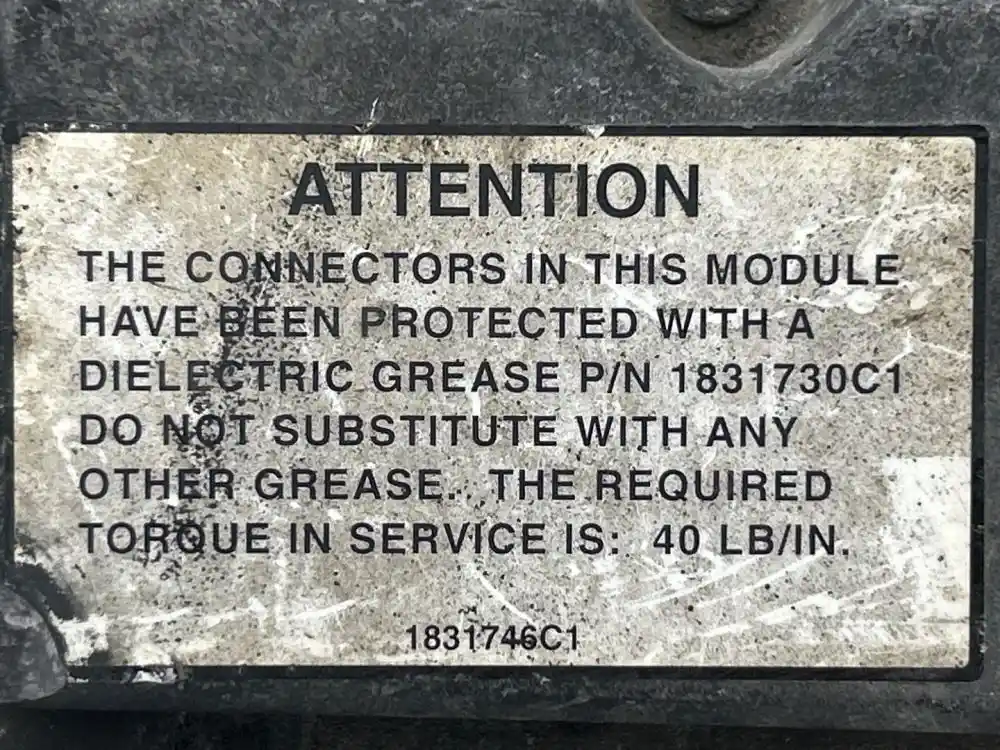 ATTENTION
THE CONNECTORS IN THIS MODULE
HAVE BEEN PROTECTED WITH A
DIELECTRIC GREASE P/N 1831730C1
DO NOT SUBSTITUTE WITH ANY
OTHER GREASE. THE REQUIRED
TORQUE IN SERVICE IS: 40 LB/IN.
1831746C1